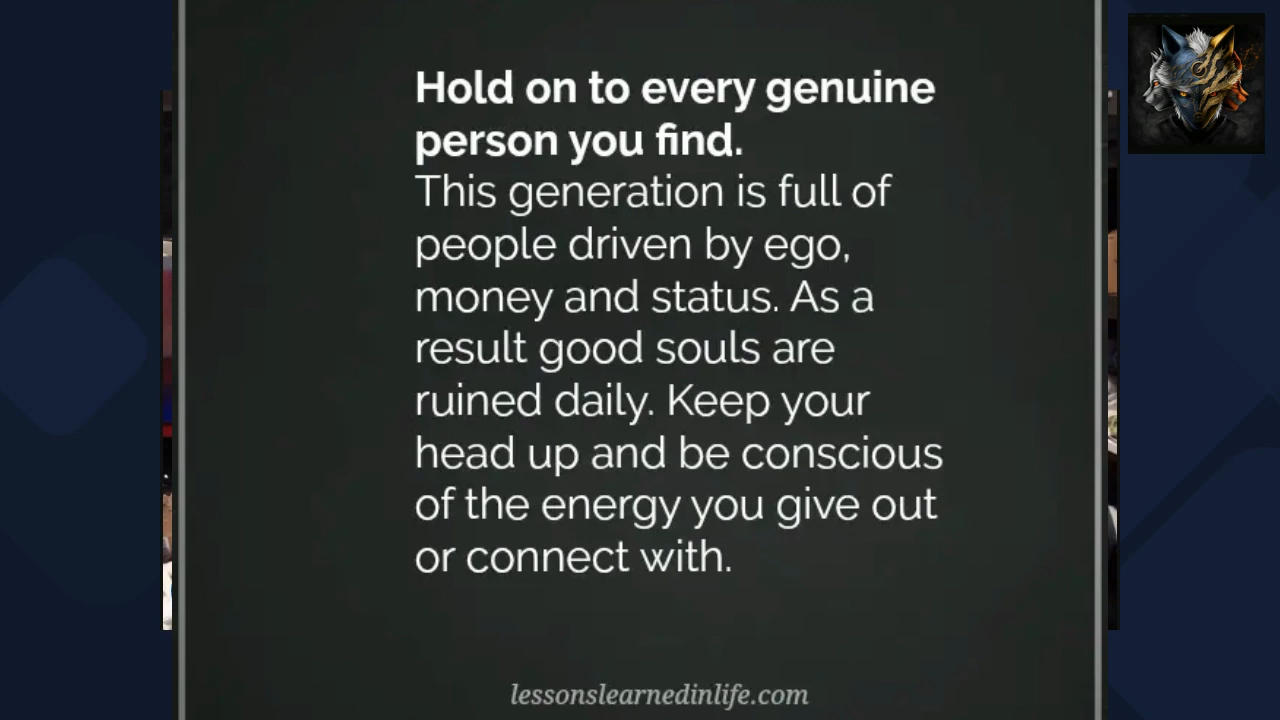 Hold on to every genuine
person you find.
This generation is full of
people driven by ego,
money and status. As a
result good souls are
ruined daily. Keep your
head up and be conscious
of the energy you give out
or connect with.
lessonslearnedinlife.com